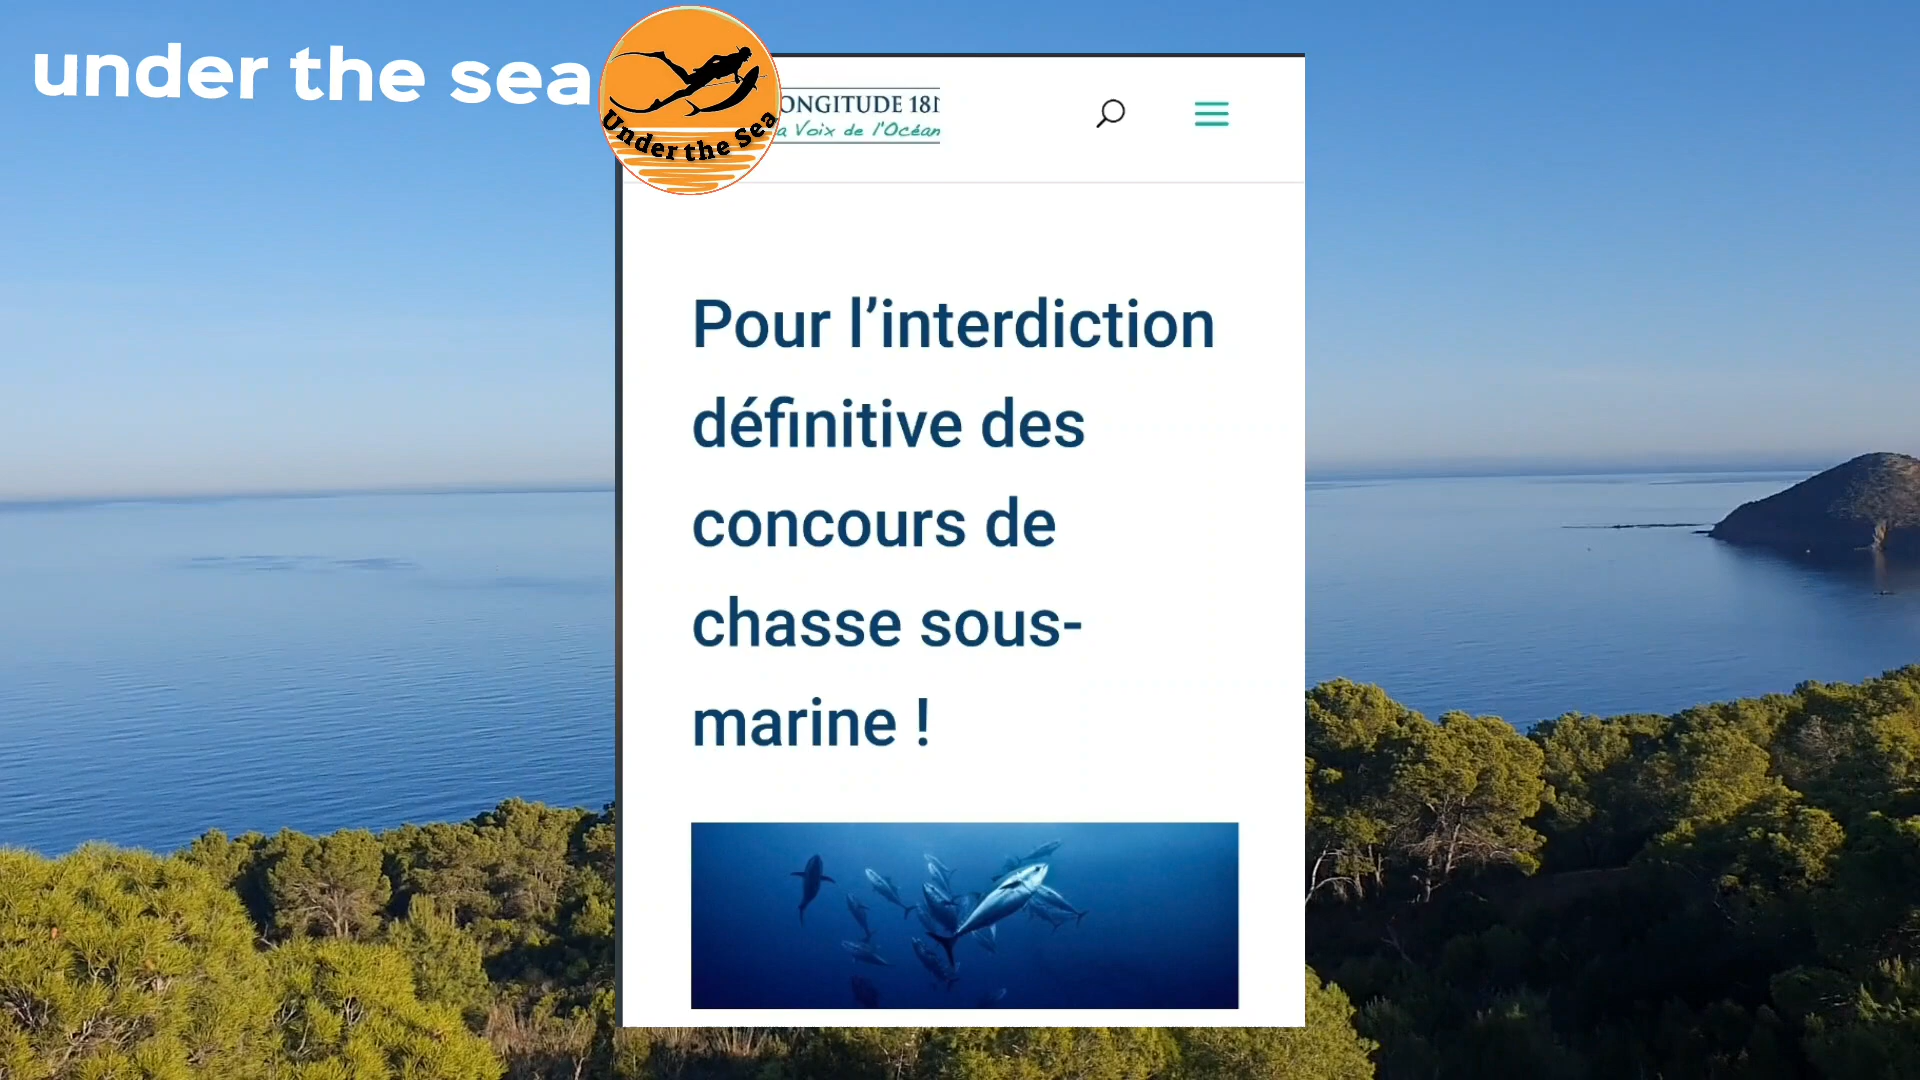 under the sea
Under the Sea
ONGITUDE 181
a Voix de l'Océan
Pour l’interdiction
définitive des
concours de
chasse sous-
marine !